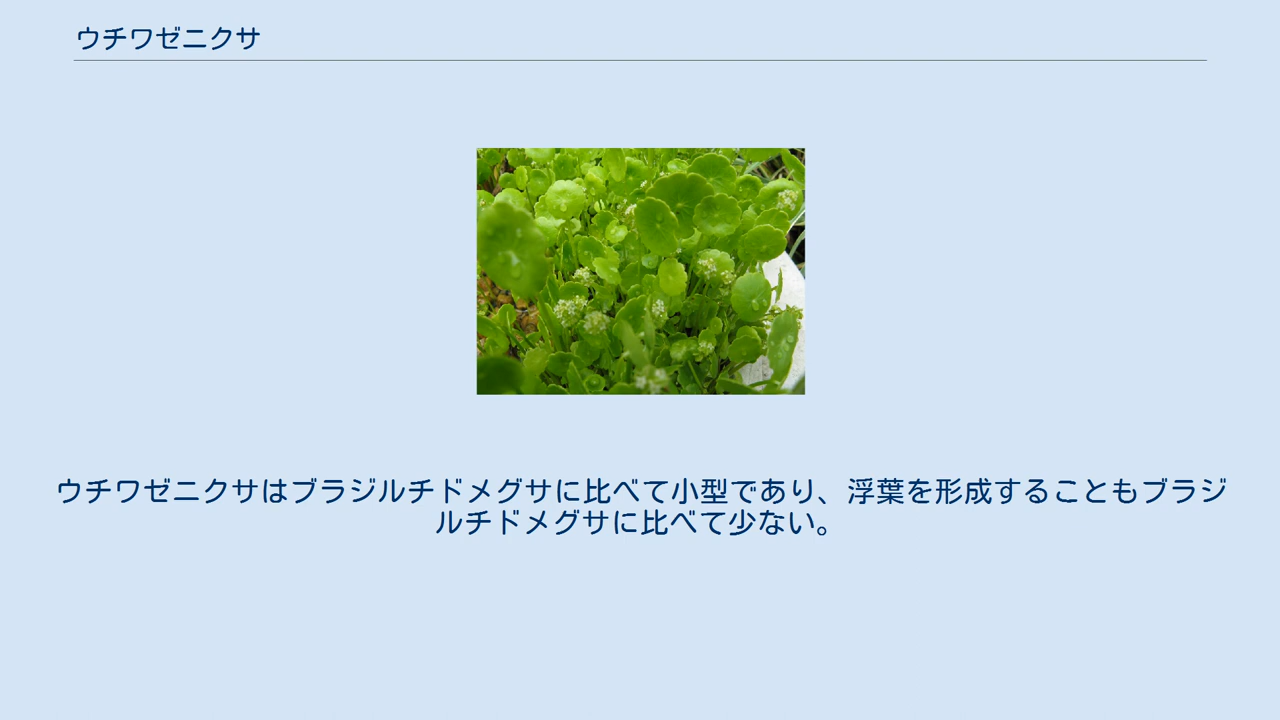 ウチワゼニクサ
ウチワゼニクサはブラジルチドメグサに比べて小型であり、浮葉を形成することもブラジ
ルチドメグサに比べて少ない。